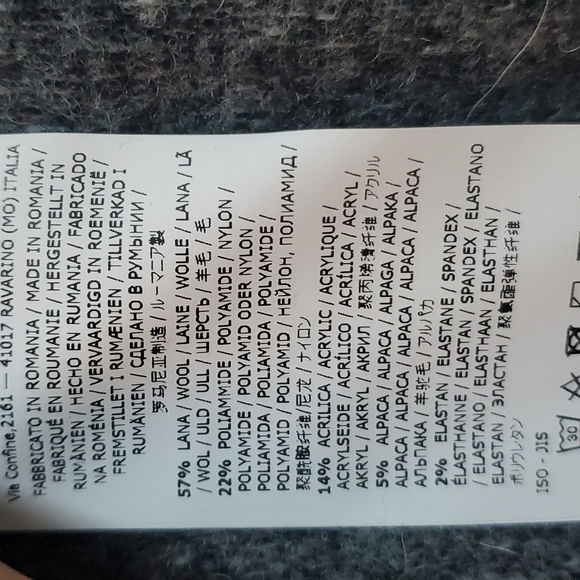 Via Confine, 2161 — 41017 RAVARINO (MO) ITALIA
FABBRICATO IN ROMANIA / MADE IN ROMANIA /
FABRIQUÉ EN ROUMANIE / HERGESTELLT IN
RUMÄNIEN / HECHO EN RUMANIA / FABRICADO
NA ROMÉNIA / VERVAARDIGD IN ROEMENIË /
FREMSTILLET I RUMÆNIEN / TILLVERKAD I
RUMÄNIEN / СДЕЛАНО В РУМЫНИИ /
罗马尼亚制造 / ルーマニア製
57% LANA / WOOL / LAINE / WOLLE / LANA / LÃ
/ WOL / ULD / ULL / ШЕРСТЬ / 羊毛 / 毛
22% POLIAMMIDE / POLYAMIDE / NYLON /
POLYAMIDE / POLYAMID ODER NYLON /
POLIAMIDA / POLIAMIDA / POLYAMIDE /
POLYAMID / POLYAMID / НЕЙЛОН, ПОЛИАМИД /
聚酰胺纤维/尼龙 / ナイロン
14% ACRILICO / ACRYLIC / ACRYLIQUE /
ACRYLSEIDE / ACRÍLICO / ACRÍLICA / ACRYL /
AKRYL / AKRYL / АКРИЛ / 聚丙烯腈纤维 / アクリル
5% ALPACA / ALPACA / ALPAGA / ALPAKA /
ALPACA / ALPACA / ALPACA / ALPACA / ALPACA /
АЛЬПАКА / 羊驼毛 / アルパカ
2% ELASTAN / ELASTANE / SPANDEX /
ÉLASTHANNE / ELASTAN / SPANDEX / ELASTANO
/ ELASTANO / ELASTHAAN / ELASTHAN /
ELASTAN / ЭЛАСТАН / 聚氨酯弹性纤维 /
ポリウレタン
ISO - JIS
30